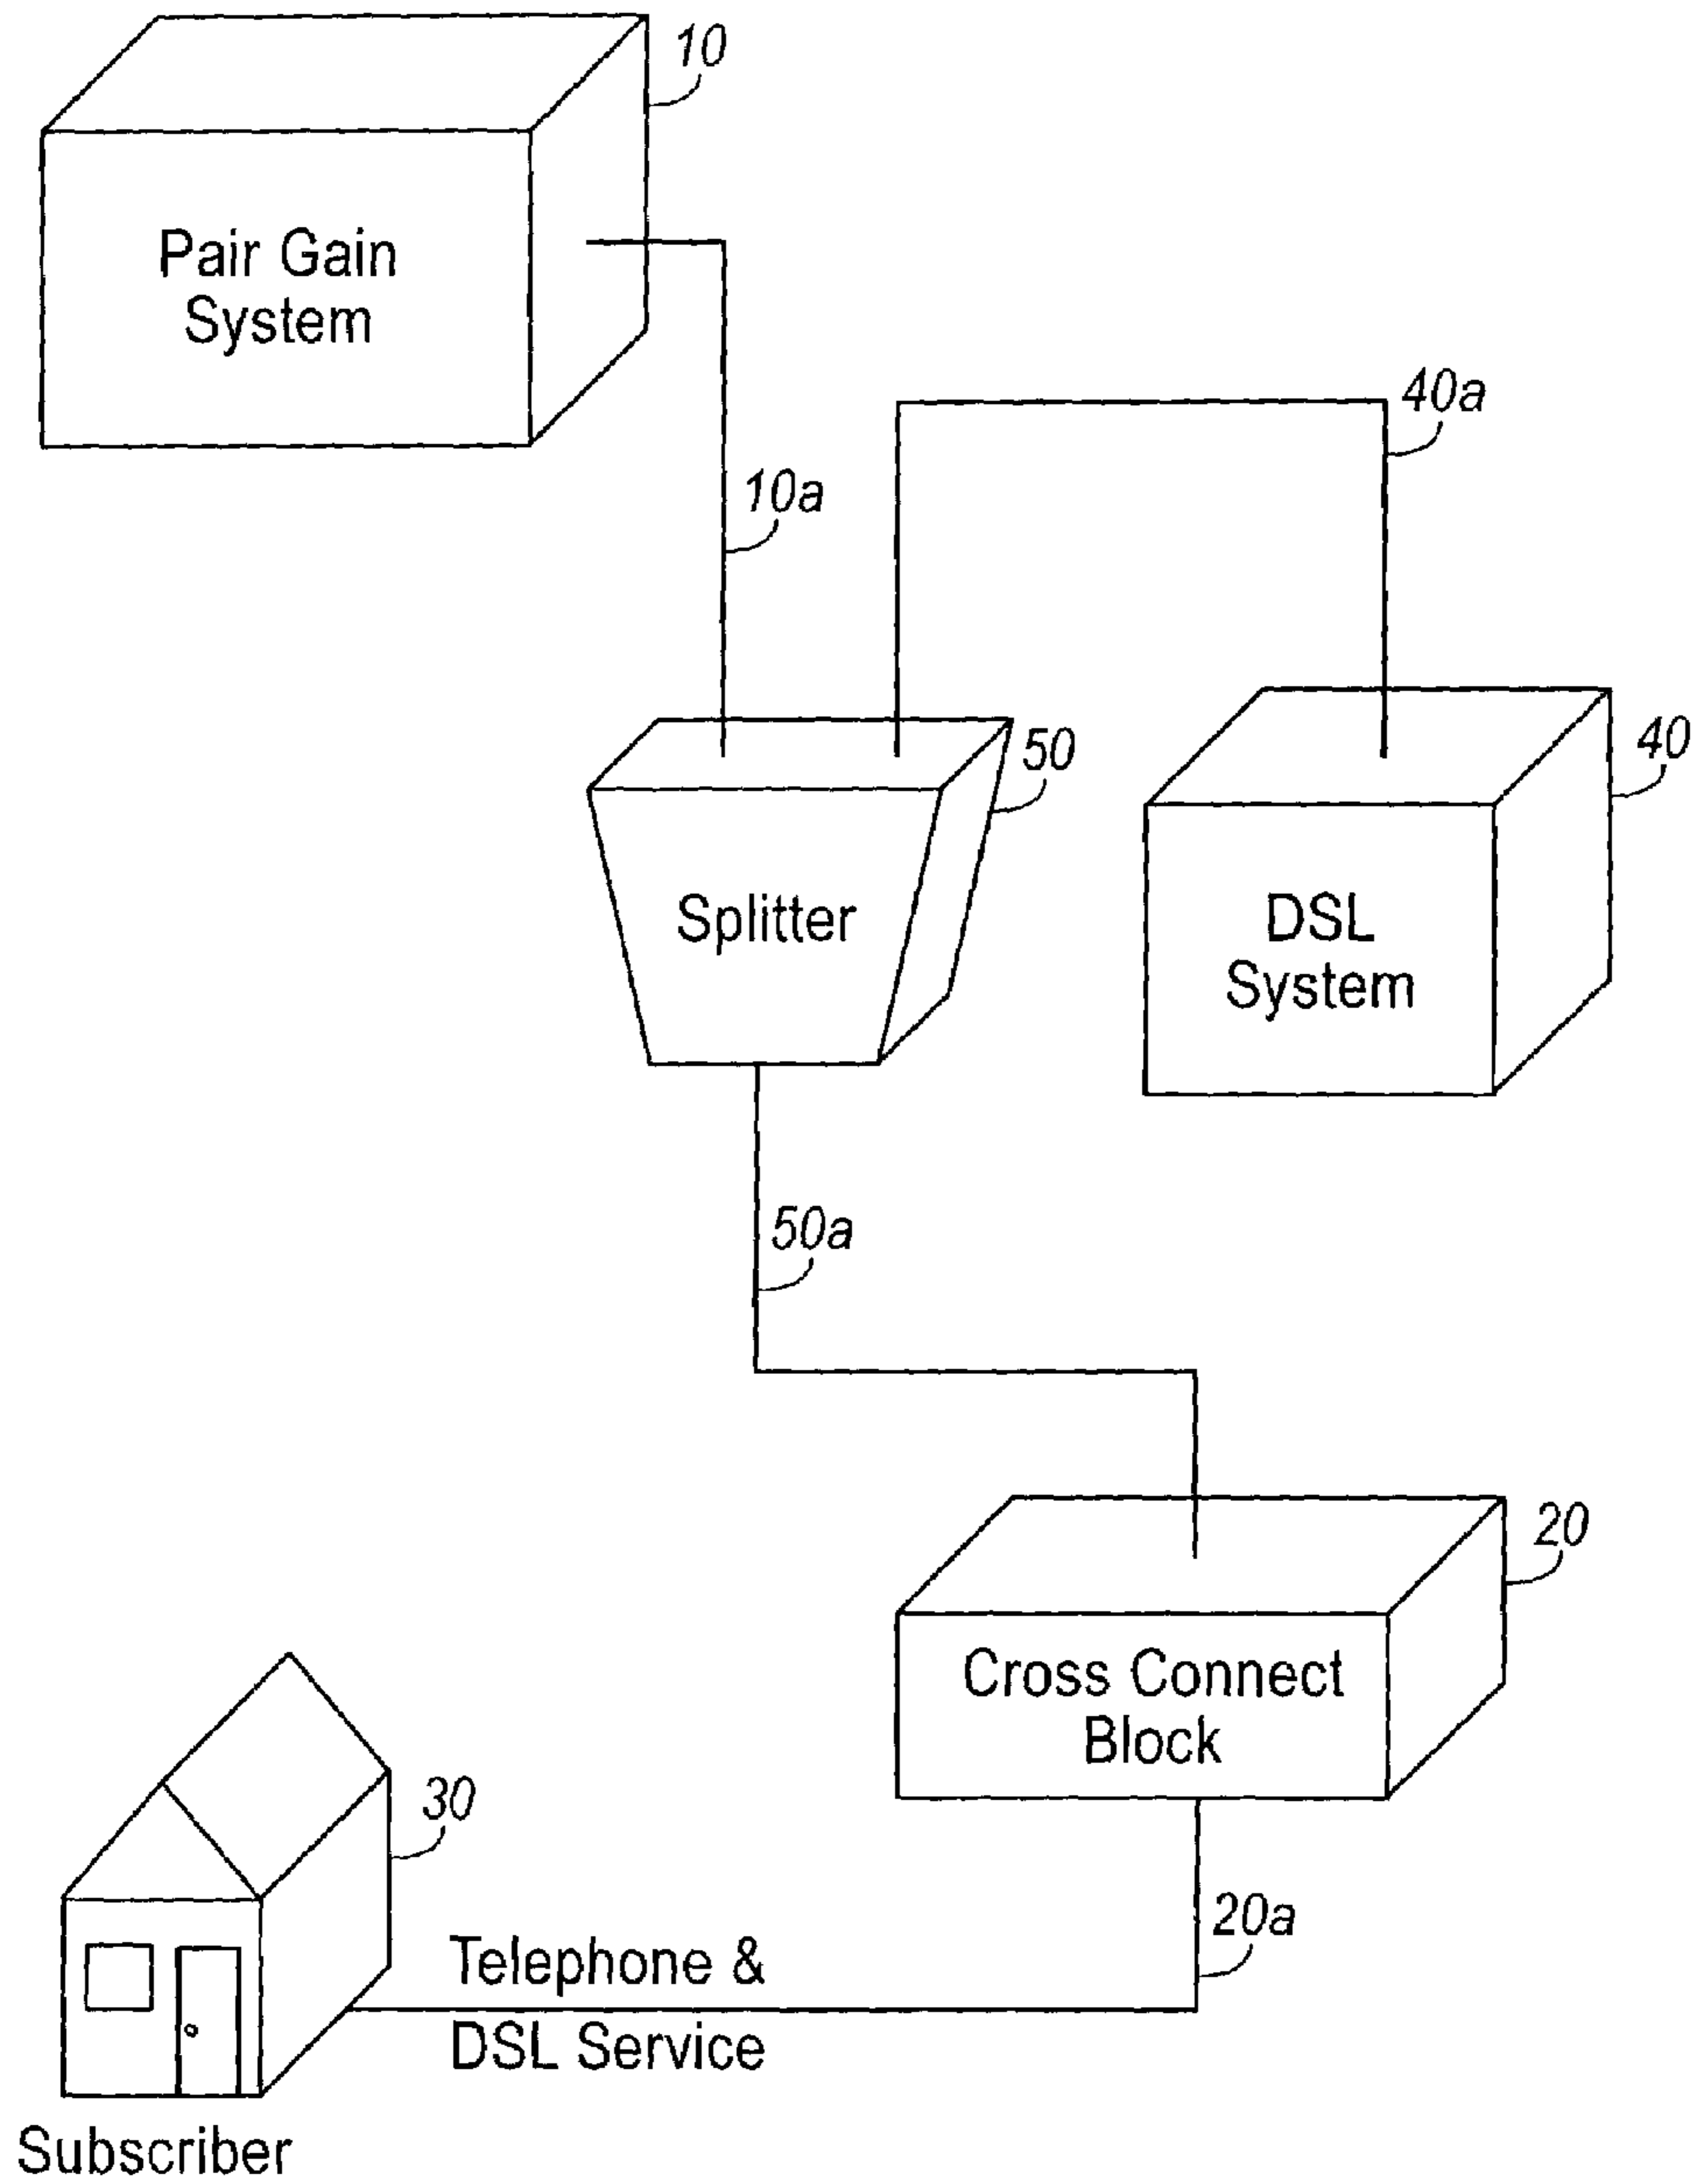 10
Pair Gain
System
40a
10a
50
40
Splitter
DSL
System
50a
20
Cross Connect
Block
30
20a
Telephone &
DSL Service
Subscriber